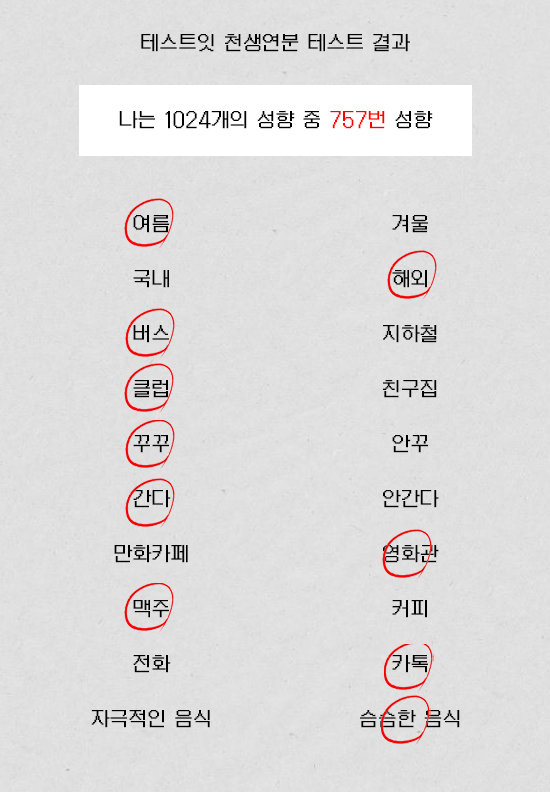 테스트잇 천생연분 테스트 결과
나는 1024개의 성향 중 757번 성향
여름 겨울
국내 해외
버스 지하철
클럽 친구집
꾸꾸 안꾸
간다 안간다
만화카페 영화관
맥주 커피
전화 카톡
자극적인 음식 슴슴한 음식